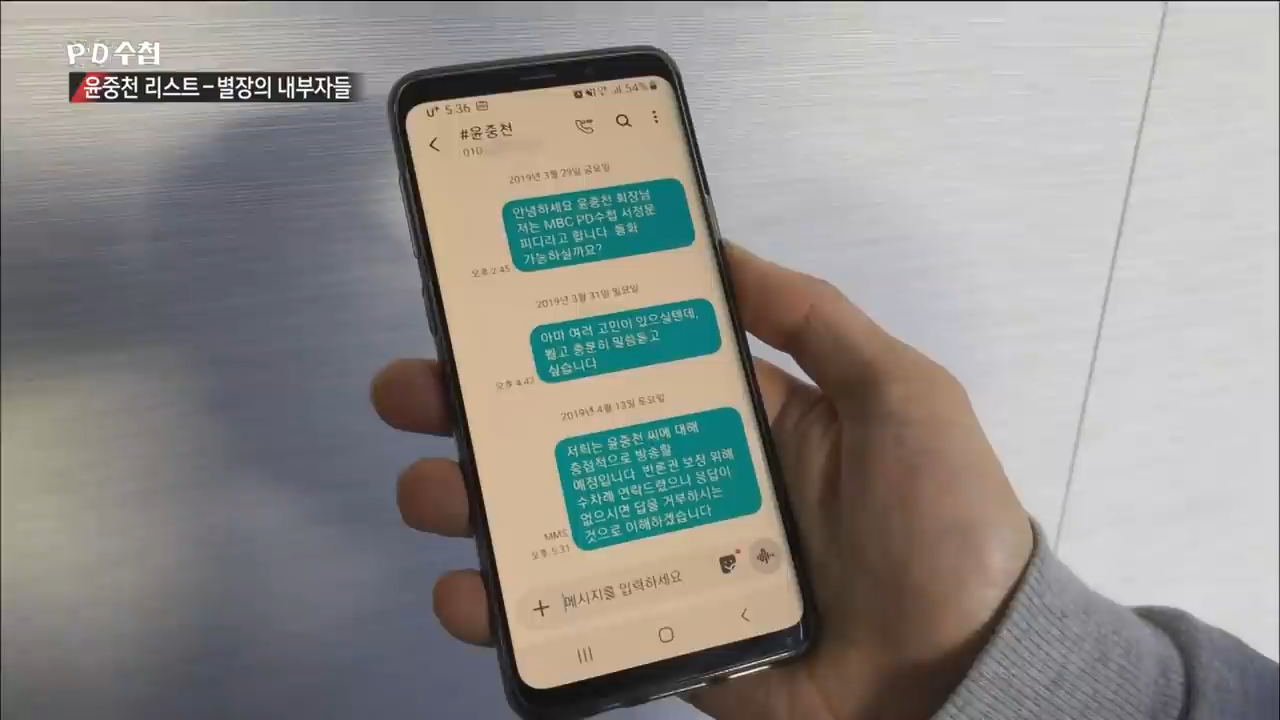 PD수첩
윤중천 리스트-별장의 내부자들
U+ 5:36
54%
#윤중천
010
2019년 3월 29일 금요일
안녕하세요 윤중천 회장님
저는 MBC PD수첩 서정문
피디라고 합니다 통화
가능하실까요?
오후 2:45
2019년 3월 31일 일요일
아마 여러 고민이 있으실텐데,
뵙고 충분히 말씀듣고
싶습니다
오후 4:42
2019년 4월 13일 토요일
저희는 윤중천 씨에 대해
중점적으로 방송할
예정입니다 반론권 보장 위해
수차례 연락드렸으나 응답이
없으시면 답을 거부하시는
것으로 이해하겠습니다
MMS
오후 5:31
메시지를 입력하세요